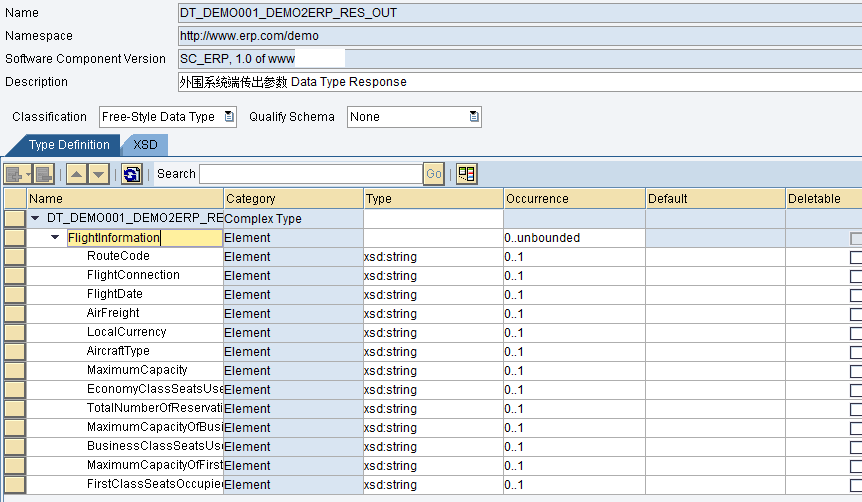 Name DT_DEMO001_DEMO2ERP_RES_OUT
Namespace http://www.erp.com/demo
Software Component Version SC_ERP, 1.0 of www
Description 外围系统端传出参数 Data Type Response
Classification Free-Style Data Type Qualify Schema None
Type Definition XSD
Search Go
Name Category Type Occurrence Default Deletable
DT_DEMO001_DEMO2ERP_RE Complex Type
FlightInformation Element 0..unbounded
RouteCode Element xsd:string 0..1
FlightConnection Element xsd:string 0..1
FlightDate Element xsd:string 0..1
AirFreight Element xsd:string 0..1
LocalCurrency Element xsd:string 0..1
AircraftType Element xsd:string 0..1
MaximumCapacity Element xsd:string 0..1
EconomyClassSeatsUse Element xsd:string 0..1
TotalNumberOfReservati Element xsd:string 0..1
MaximumCapacityOfBusi Element xsd:string 0..1
BusinessClassSeatsUse Element xsd:string 0..1
MaximumCapacityOfFirst Element xsd:string 0..1
FirstClassSeatsOccupied Element xsd:string 0..1